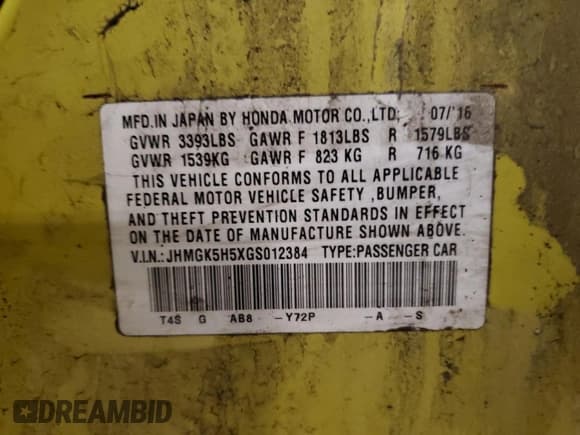 MFD.IN JAPAN BY HONDA MOTOR CO.,LTD. 07/'16
GVWR 3393LBS GAWR F 1813LBS R 1579LBS
GVWR 1539KG GAWR F 823 KG R 716 KG
THIS VEHICLE CONFORMS TO ALL APPLICABLE
FEDERAL MOTOR VEHICLE SAFETY ,BUMPER,
AND THEFT PREVENTION STANDARDS IN EFFECT
ON THE DATE OF MANUFACTURE SHOWN ABOVE.
V.I.N.:JHMGK5H5XGS012384 TYPE:PASSENGER CAR
T4S G AB8 -Y72P -A -S
DREAMBID